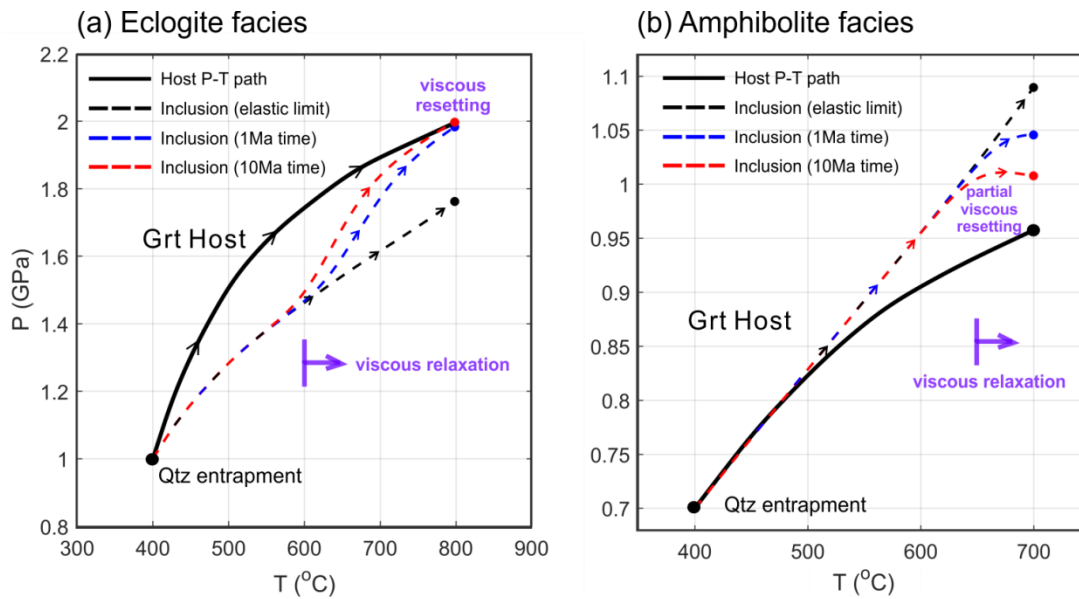 (a) Eclogite facies
2.2
2
1.8
1.6
1.4
1.2
1
0.8
P (GPa)
Host P-T path
Inclusion (elastic limit)
Inclusion (1Ma time)
Inclusion (10Ma time)
viscous
resetting
Grt Host
viscous relaxation
Qtz entrapment
300 400 500 600 700 800 900
T (°C)
(b) Amphibolite facies
1.1
1.05
1
0.95
0.9
0.85
0.8
0.75
0.7
Host P-T path
Inclusion (elastic limit)
Inclusion (1Ma time)
Inclusion (10Ma time)
partial
viscous
resetting
Grt Host
viscous relaxation
Qtz entrapment
400 500 600 700
T (°C)